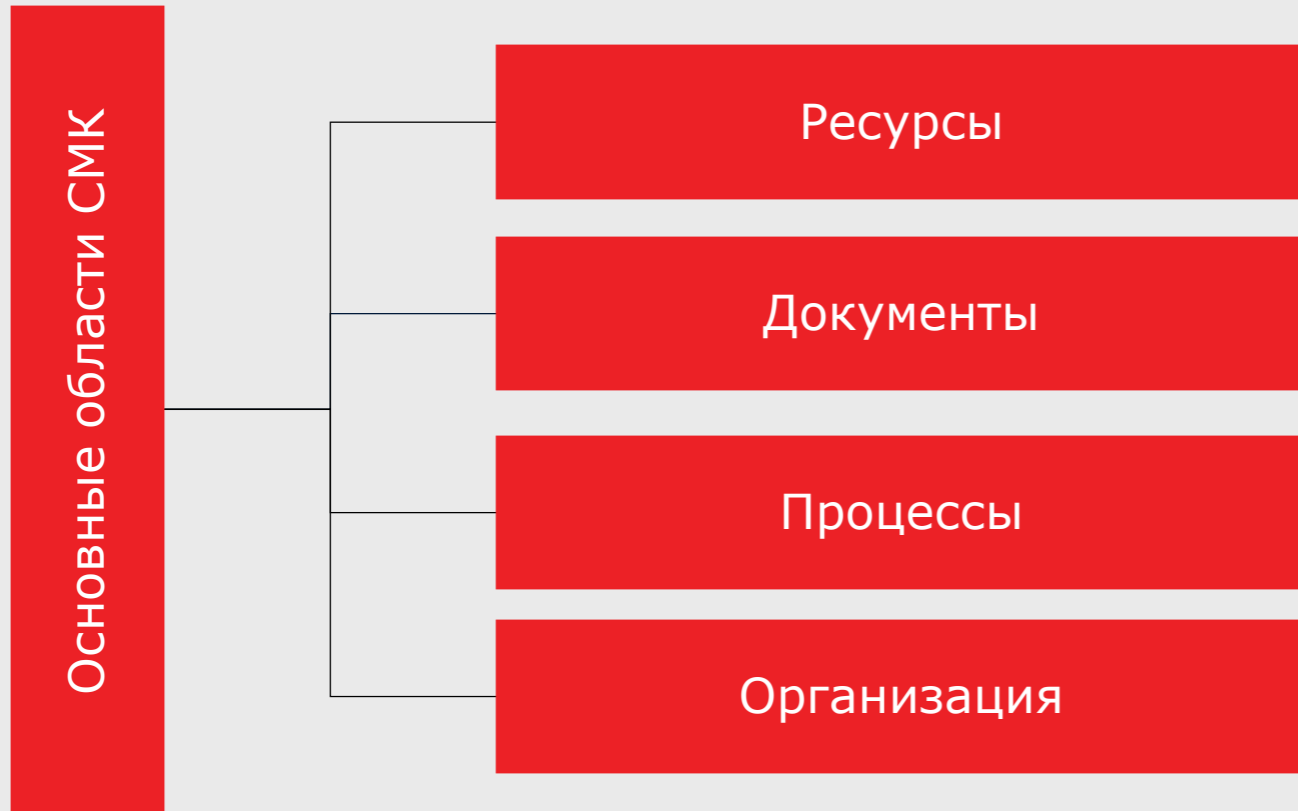 Основные области СМК
Ресурсы
Документы
Процессы
Организация